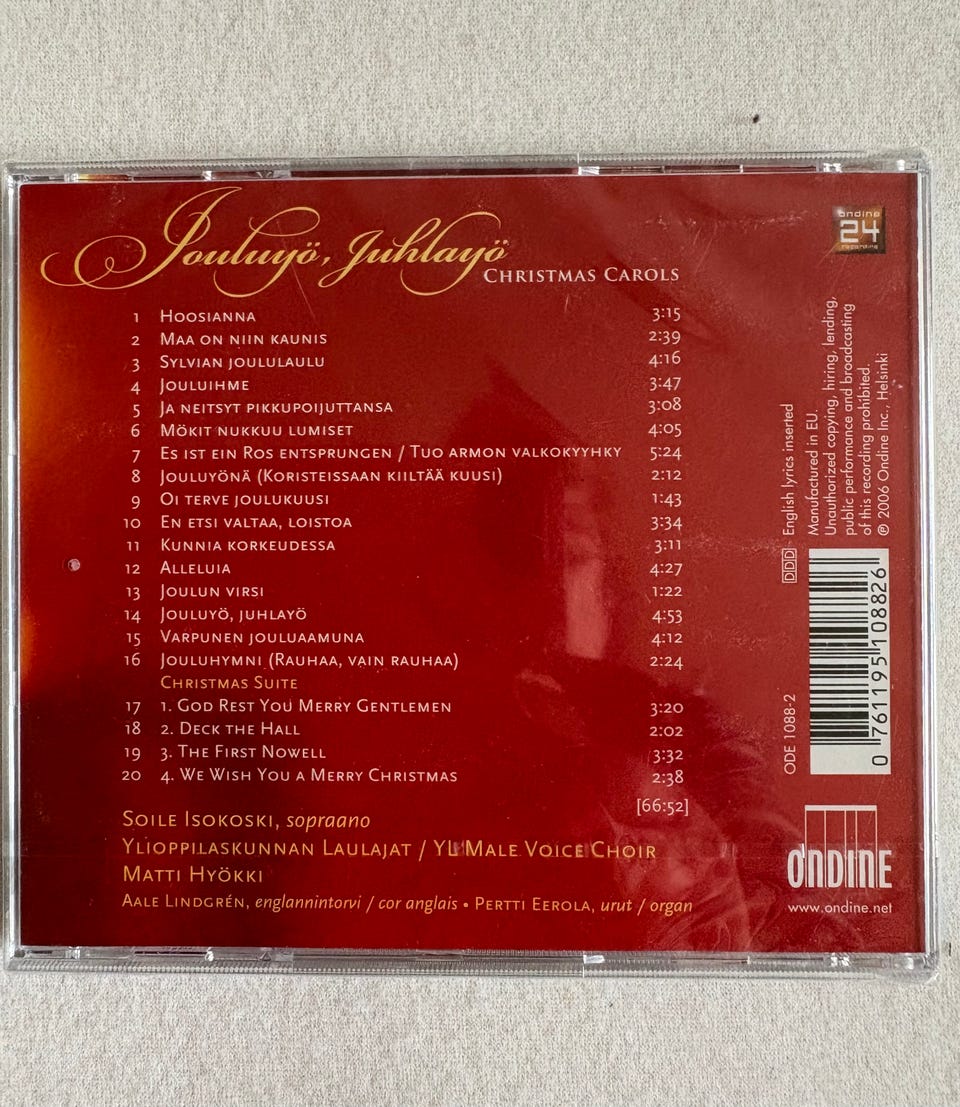 Jouluyö, Juhlayö
CHRISTMAS CAROLS
ondine
24
recording
1 HOOSIANNA 3:15
2 MAA ON NIIN KAUNIS 2:39
3 SYLVIAN JOULULAULU 4:16
4 JOULUIHME 3:47
5 JA NEITSYT PIKKUPOIJUTTANSA 3:08
6 MÖKIT NUKKUU LUMISET 4:05
7 ES IST EIN ROS ENTSPRUNGEN / TUO ARMON VALKOKYYHKY 5:24
8 JOULUYÖNÄ (KORISTEISSAAN KIILTÄÄ KUUSI) 2:12
9 OI TERVE JOULUKUUSI 1:43
10 EN ETSI VALTAA, LOISTOA 3:34
11 KUNNIA KORKEUDESSA 3:11
12 ALLELUIA 4:27
13 JOULUN VIRSI 1:22
14 JOULUYÖ, JUHLAYÖ 4:53
15 VARPUNEN JOULUAAMUNA 4:12
16 JOULUHYMNI (RAUHAA, VAIN RAUHAA) 2:24
CHRISTMAS SUITE
17 1. GOD REST YOU MERRY GENTLEMEN 3:20
18 2. DECK THE HALL 2:02
19 3. THE FIRST NOWELL 3:32
20 4. WE WISH YOU A MERRY CHRISTMAS 2:38
[66:52]
SOILE ISOKOSKI, sopraano
YLIOPPILASKUNNAN LAULAJAT / YL MALE VOICE CHOIR
MATTI HYÖKKI
AALE LINDGRÉN, englannintorvi / cor anglais • PERTTI EEROLA, urut / organ
DDD English lyrics inserted
Manufactured in EU.
Unauthorized copying, hiring, lending,
public performance and broadcasting
of this recording prohibited.
℗ 2006 Ondine Inc., Helsinki
ODE 1088-2
0 761195 108826
ONDINE
www.ondine.net